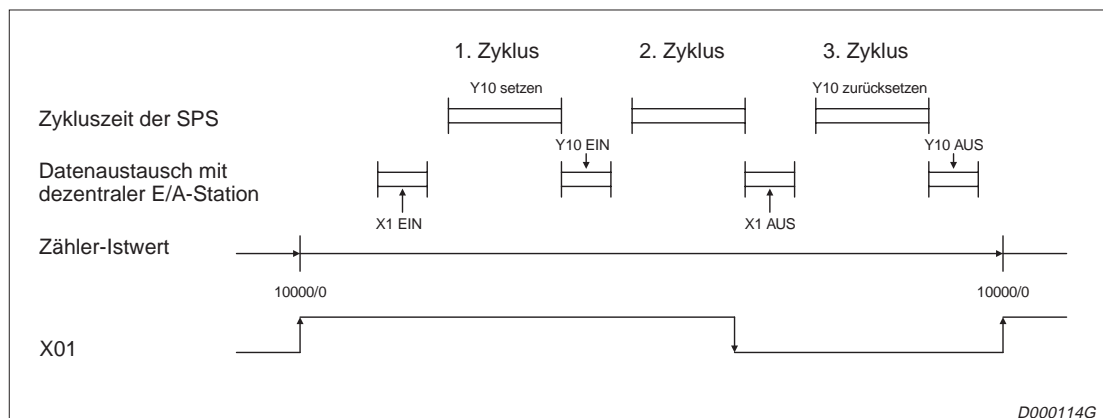 1. Zyklus 2. Zyklus 3. Zyklus
Y10 setzen Y10 zurücksetzen
Zykluszeit der SPS
Y10 EIN Y10 AUS
Datenaustausch mit
dezentraler E/A-Station
X1 EIN X1 AUS
Zähler-Istwert
10000/0 10000/0
X01
D000114G